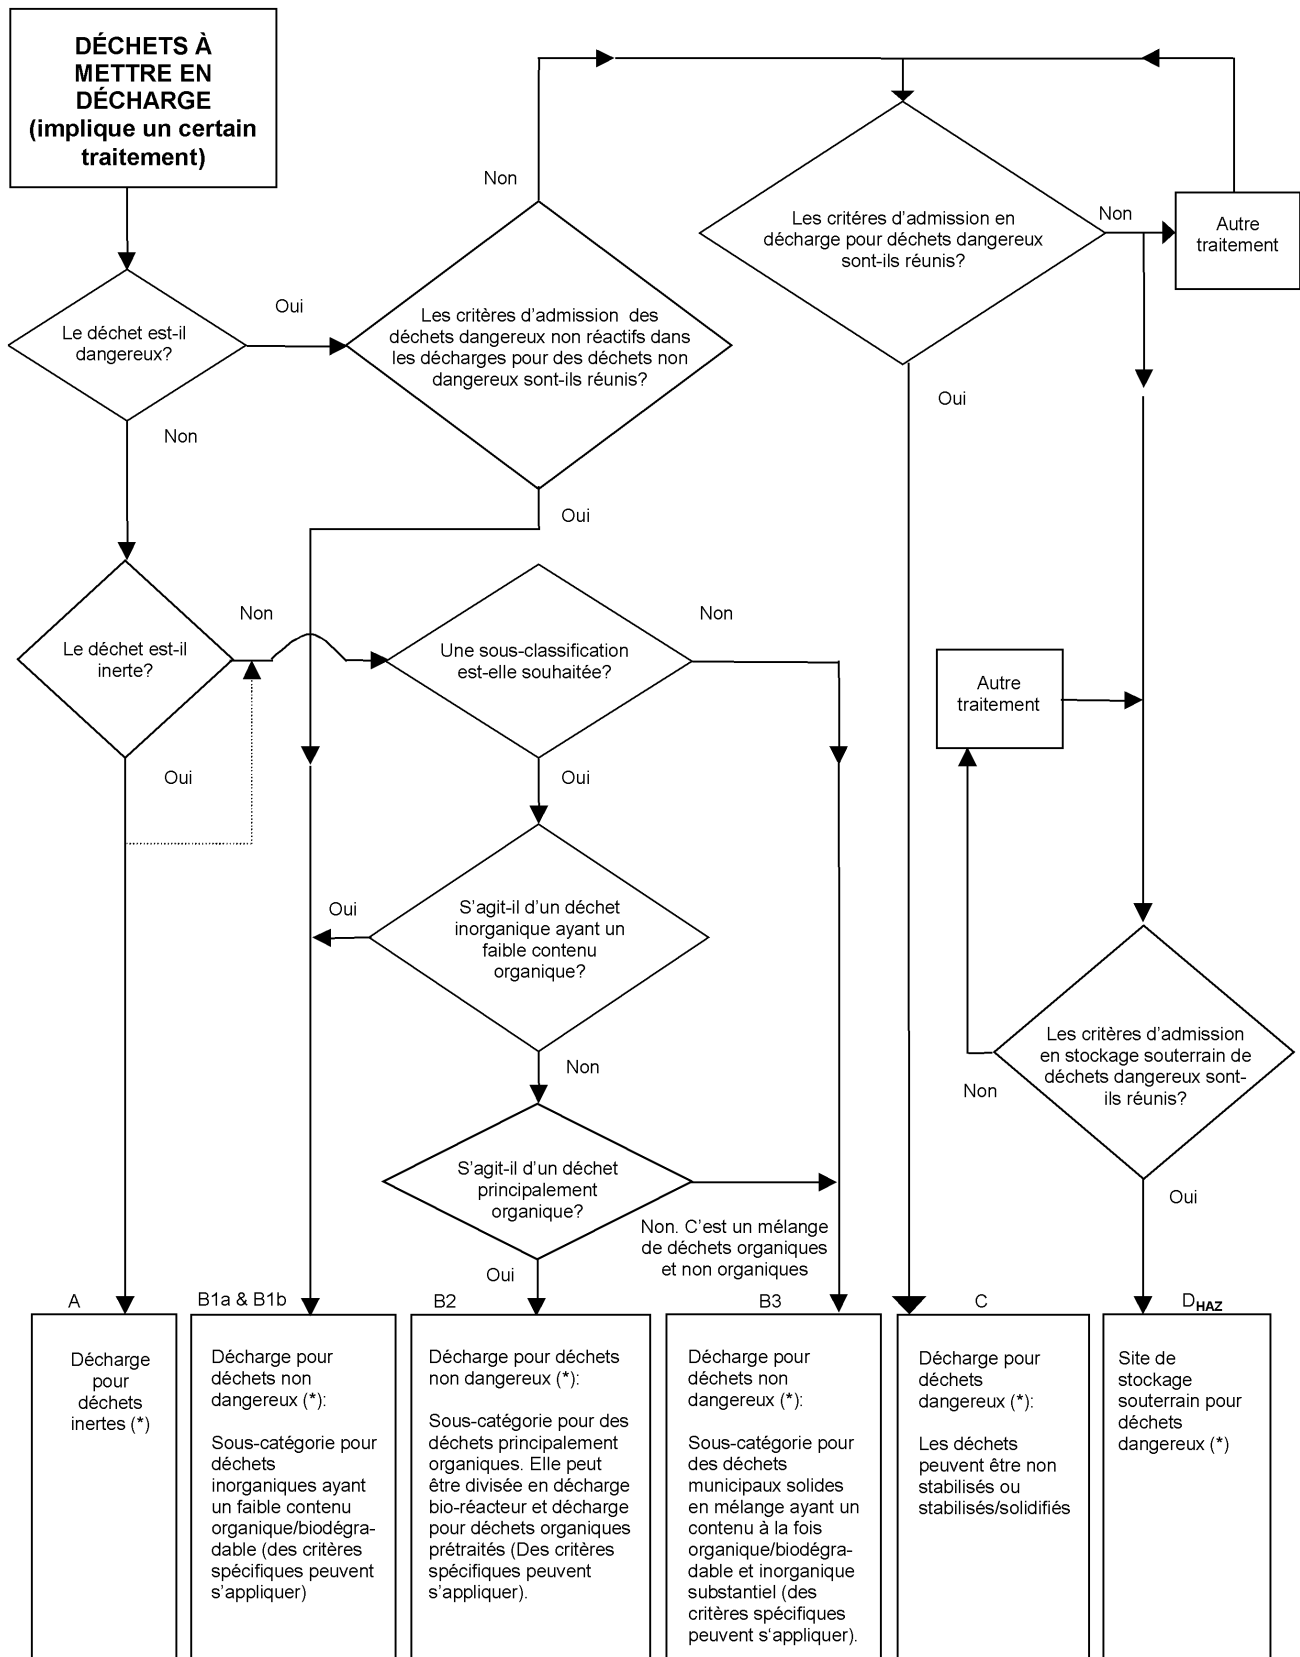 DÉCHETS À
METTRE EN
DÉCHARGE
(implique un certain
traitement)
Non
Les critéres d'admission en
décharge pour déchets dangereux
sont-ils réunis?
Non
Autre
traitement
Le déchet est-il
dangereux?
Oui
Les critères d'admission des
déchets dangereux non réactifs dans
les décharges pour des déchets non
dangereux sont-ils réunis?
Oui
Non
Oui
Le déchet est-il
inerte?
Non
Une sous-classification
est-elle souhaitée?
Non
Autre
traitement
Oui
Oui
S'agit-il d'un déchet
inorganique ayant un
faible contenu
organique?
Oui
Non
Les critères d'admission
en stockage souterrain de
déchets dangereux sont-
ils réunis?
Non
S'agit-il d'un déchet
principalement
organique?
Oui
Non. C'est un mélange
de déchets organiques
et non organiques
Oui
A
Décharge
pour
déchets
inertes (*)
B1a & B1b
Décharge pour
déchets non
dangereux (*):
Sous-catégorie pour
déchets
inorganiques ayant
un faible contenu
organique/biodégra-
dable (des critères
spécifiques peuvent
s'appliquer)
B2
Décharge pour déchets
non dangereux (*):
Sous-catégorie pour des
déchets principalement
organiques. Elle peut
être divisée en décharge
bio-réacteur et décharge
pour déchets organiques
prétraités (Des critères
spécifiques peuvent
s'appliquer).
B3
Décharge pour
déchets non
dangereux (*):
Sous-catégorie pour
des déchets
municipaux solides
en mélange ayant un
contenu à la fois
organique/biodégra-
dable et inorganique
substantiel (des
critères spécifiques
peuvent s'appliquer).
C
Décharge pour
déchets
dangereux (*):
Les déchets
peuvent être non
stabilisés ou
stabilisés/solidifiés
DHAZ
Site de
stockage
souterrain pour
déchets
dangereux (*)